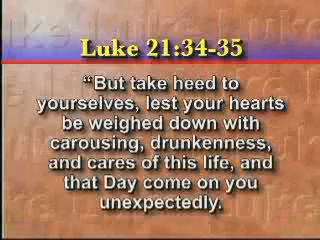 Luke 21:34-35
“But take heed to
yourselves, lest your hearts
be weighed down with
carousing, drunkenness,
and cares of this life, and
that Day come on you
unexpectedly.